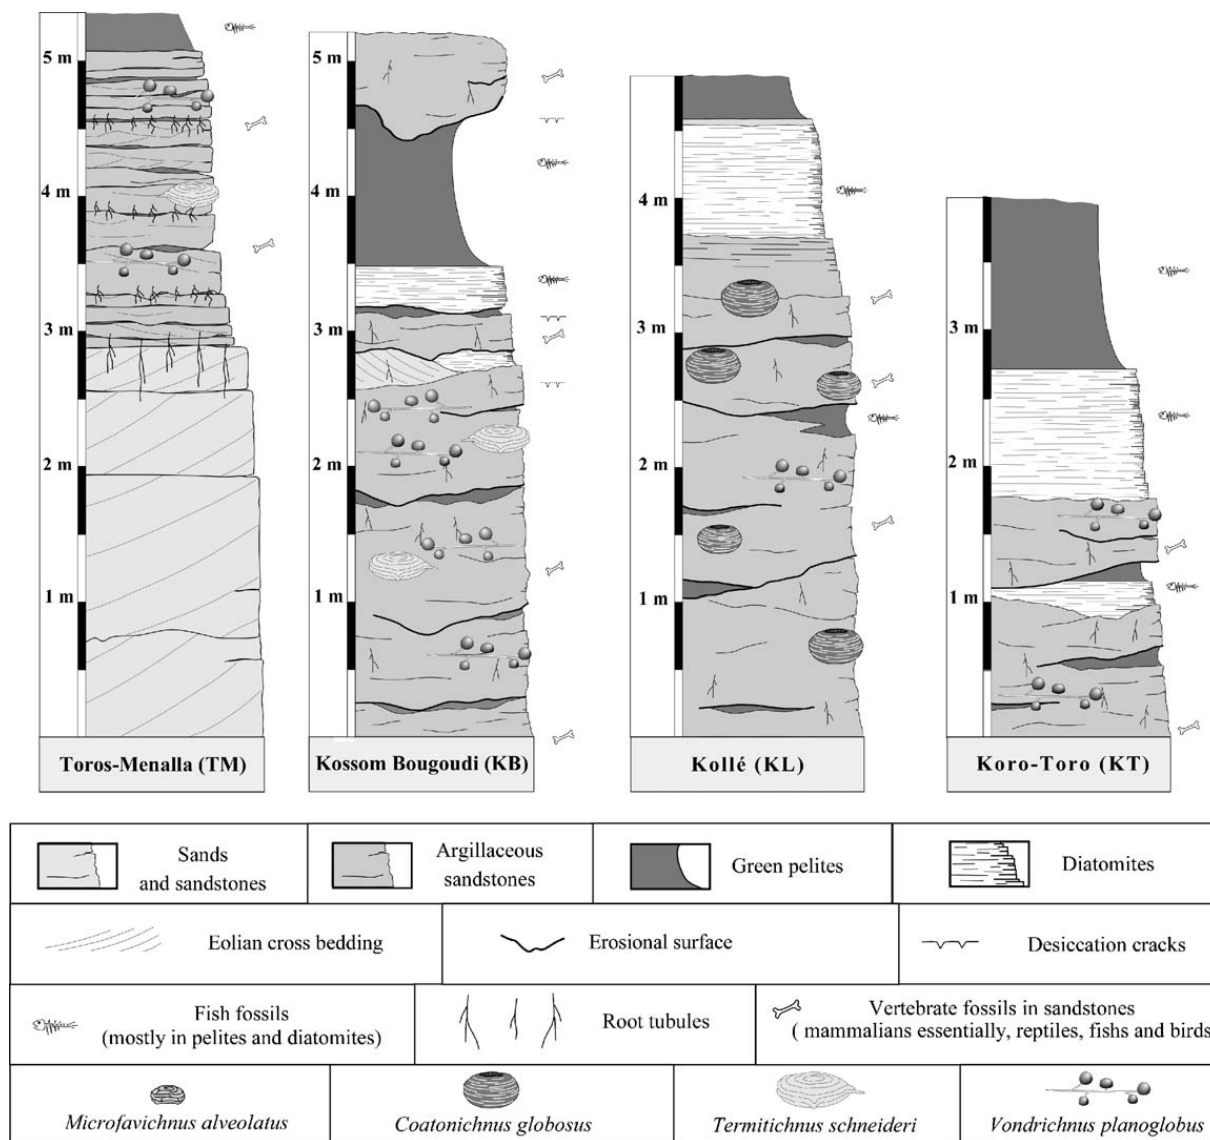 5 m
4 m
3 m
2 m
1 m
Toros-Menalla (TM)
5 m
4 m
3 m
2 m
1 m
Kossom Bougoudi (KB)
4 m
3 m
2 m
1 m
Kollé (KL)
3 m
2 m
1 m
Koro-Toro (KT)
Sands
and sandstones
Argillaceous
sandstones
Green pelites
Diatomites
Eolian cross bedding
Erosional surface
Desiccation cracks
Fish fossils
(mostly in pelites and diatomites)
Root tubules
Vertebrate fossils in sandstones
( mammalians essentially, reptiles, fishs and birds
Microfavichnus alveolatus
Coatonichnus globosus
Termitichnus schneideri
Vondrichnus planoglobus